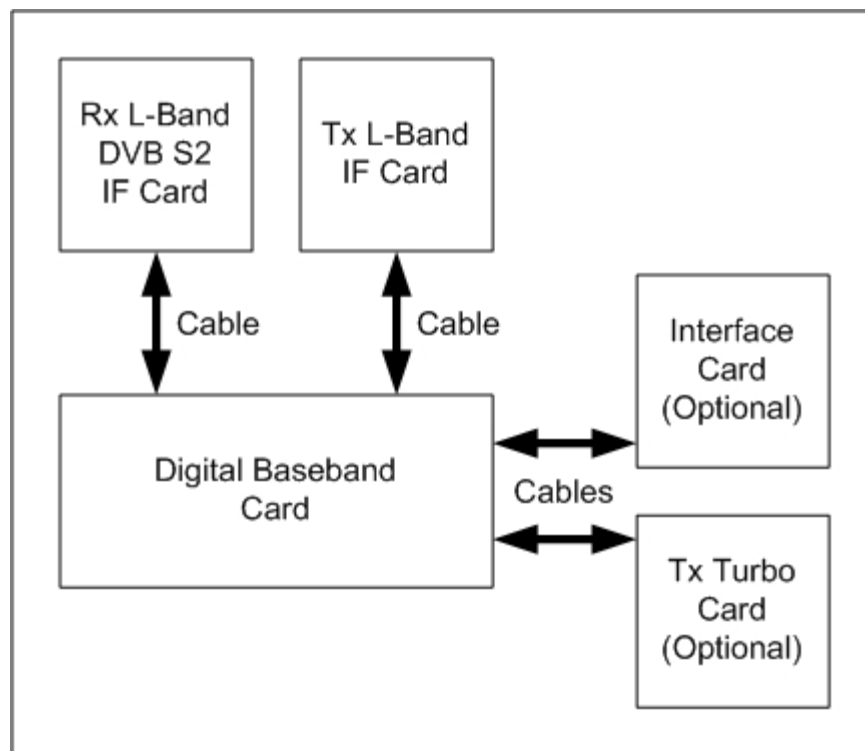 Rx L-Band
DVB S2
IF Card
Tx L-Band
IF Card
Cable
Cable
Interface
Card
(Optional)
Digital Baseband
Card
Cables
Tx Turbo
Card
(Optional)